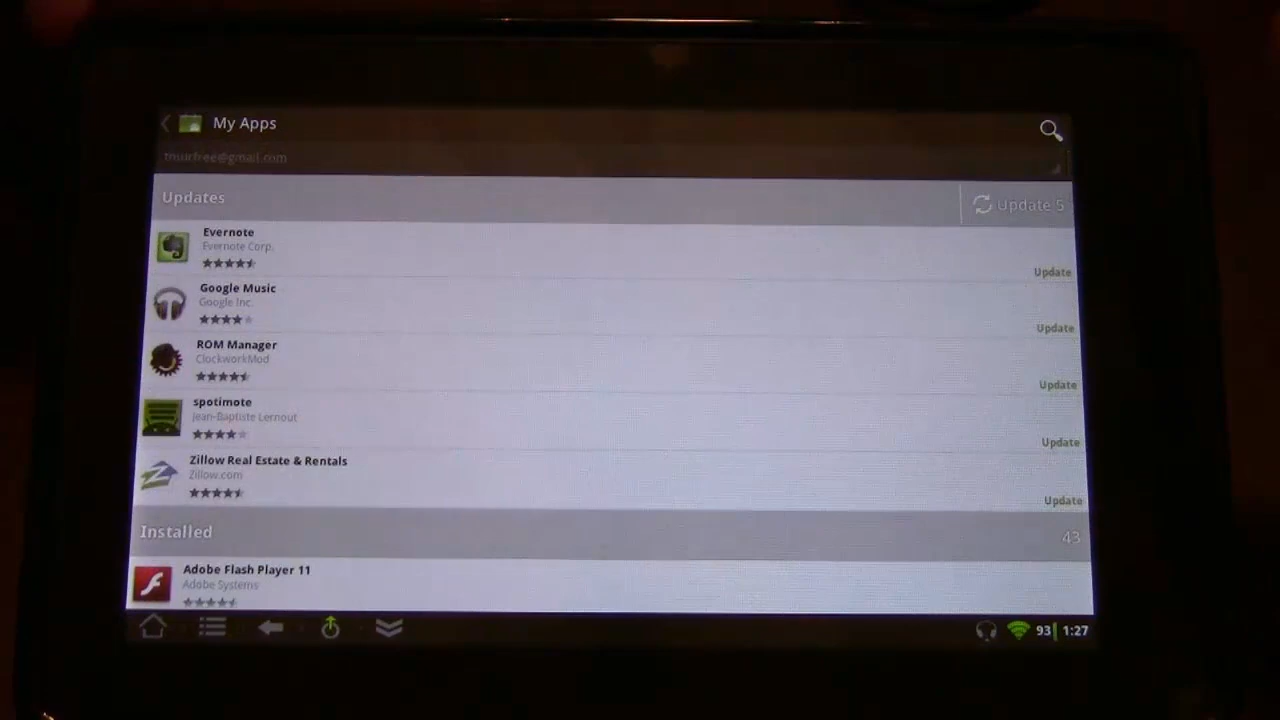 My Apps
Updates
Update 5
Evernote
Evernote Corp.
Update
Google Music
Google Inc.
Update
ROM Manager
ClockworkMod
Update
spotimote
Jean-Baptiste Lernout
Update
Zillow Real Estate & Rentals
Zillow.com
Update
Installed
43
Adobe Flash Player 11
Adobe Systems
93 1:27